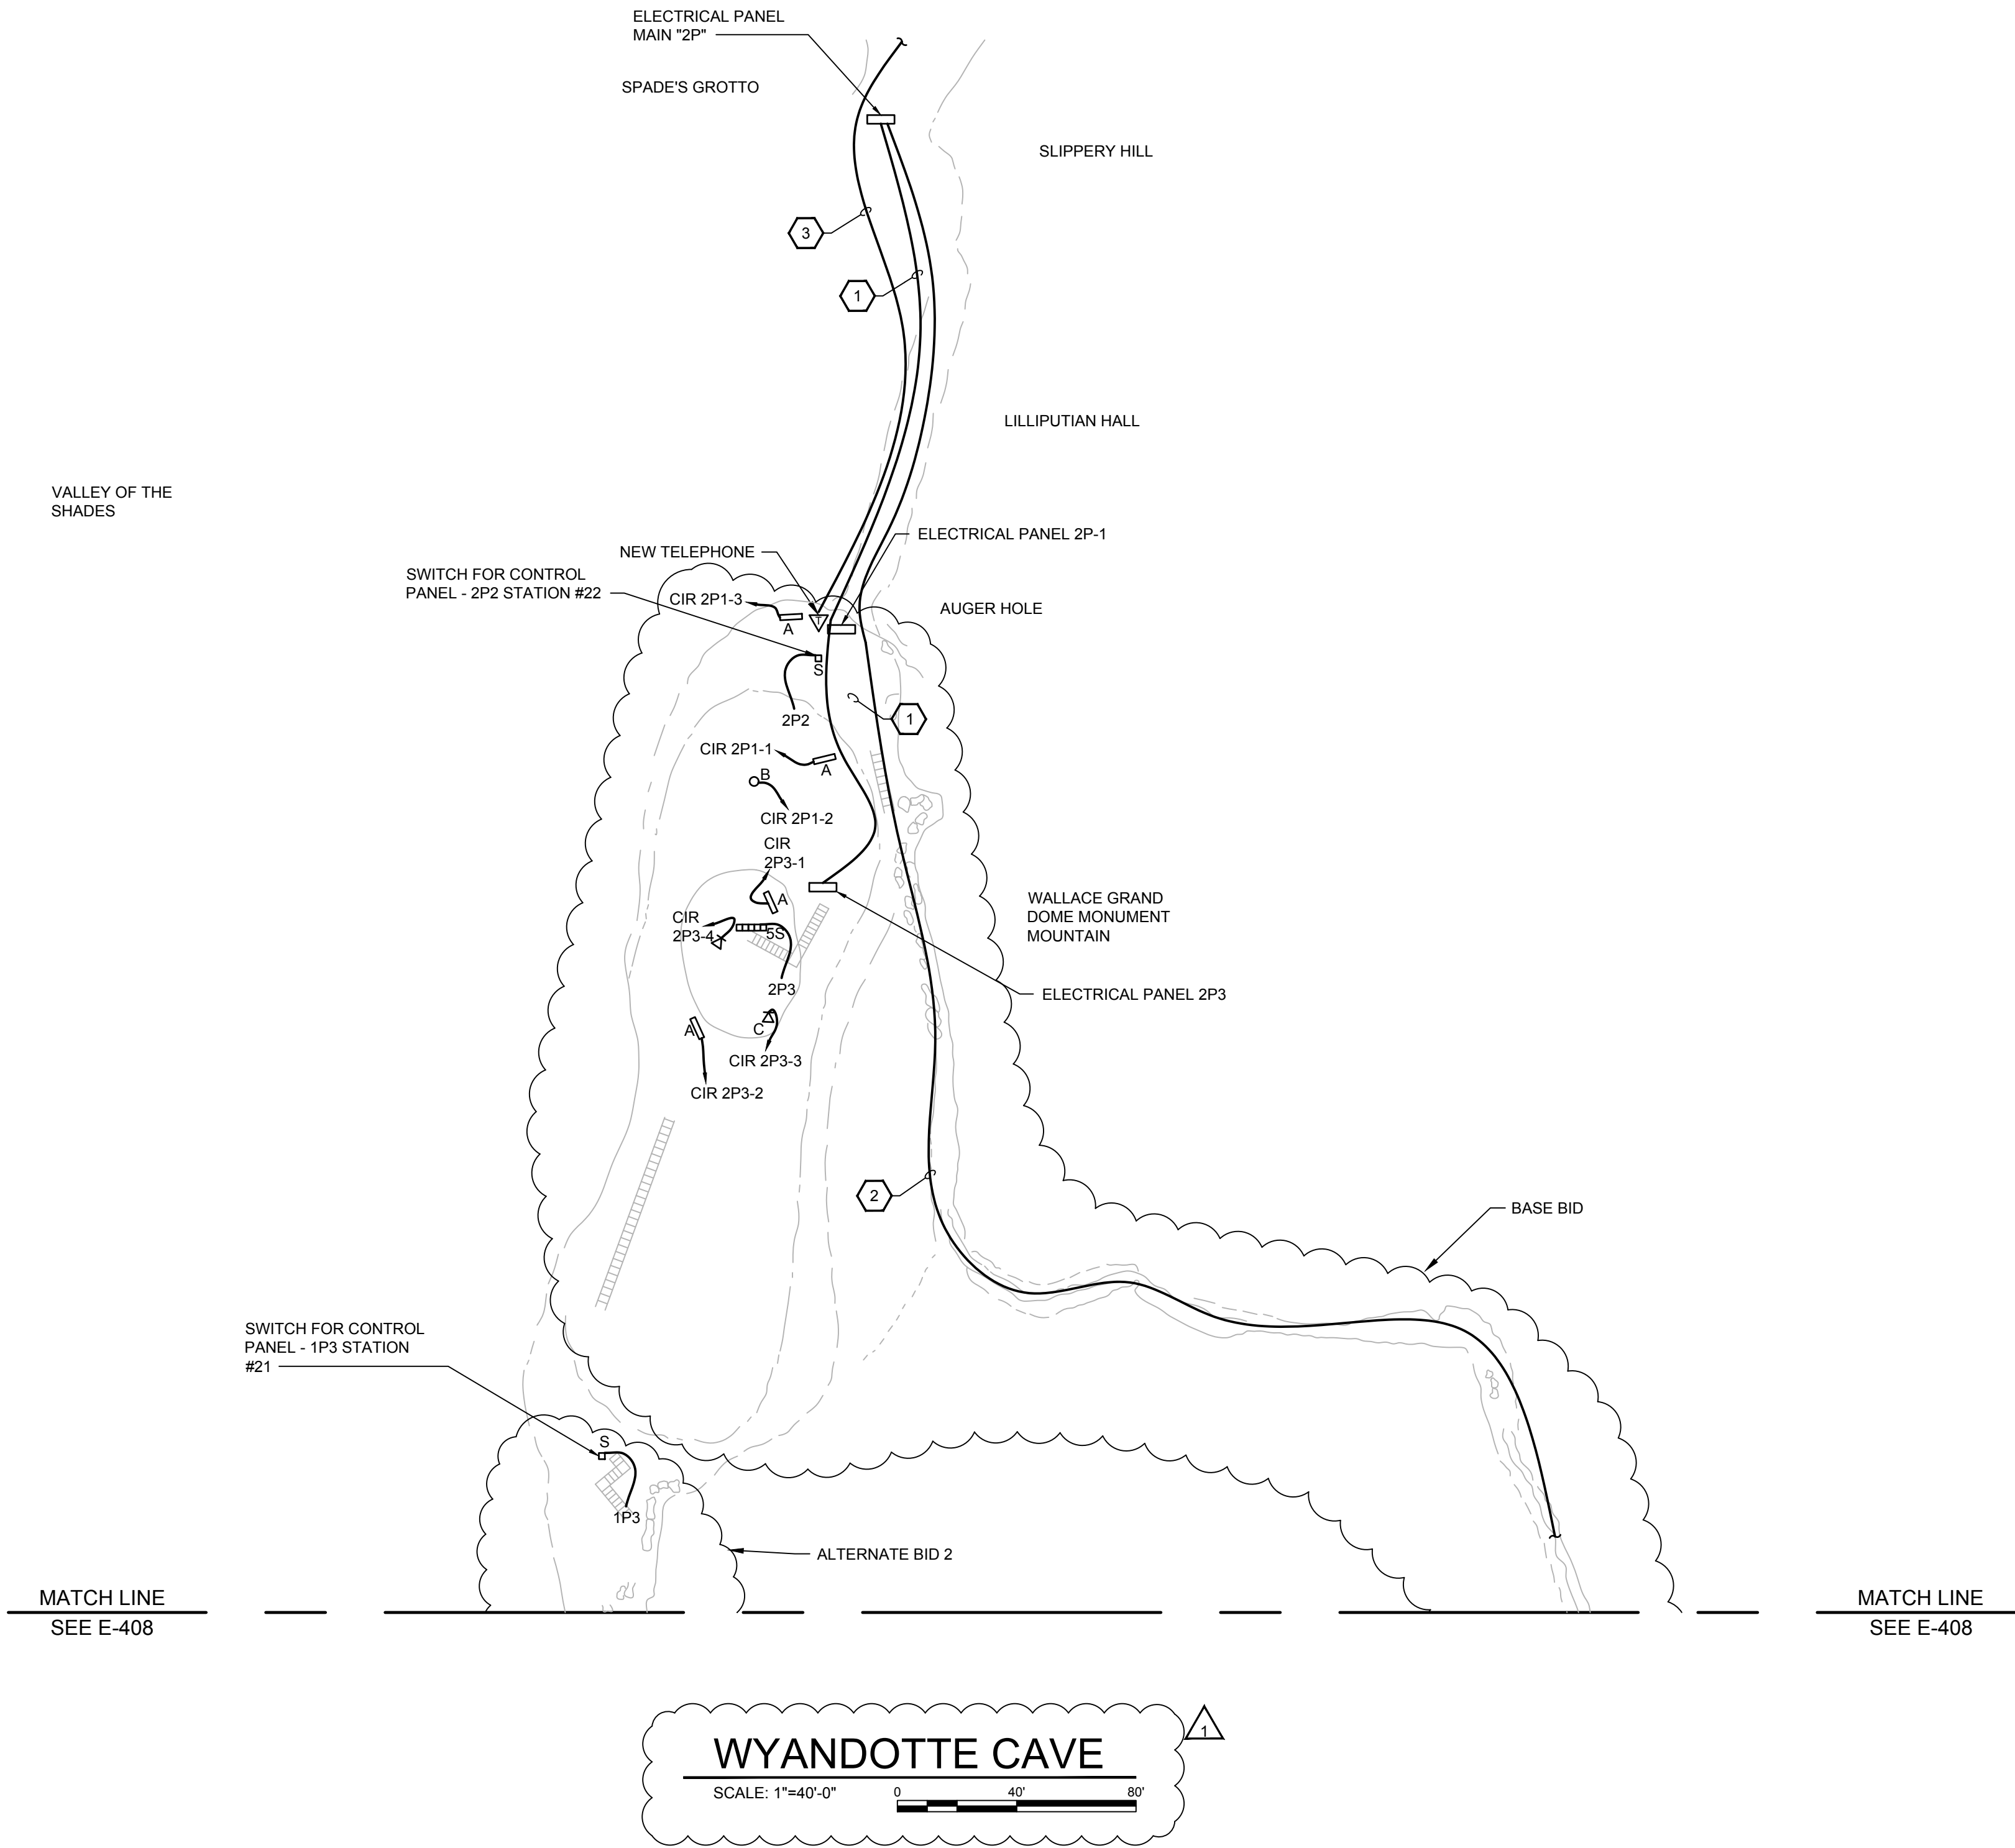 ELECTRICAL PANEL
MAIN "2P"
SPADE'S GROTTO
SLIPPERY HILL
3
1
LILLIPUTIAN HALL
VALLEY OF THE
SHADES
ELECTRICAL PANEL 2P-1
NEW TELEPHONE
SWITCH FOR CONTROL
PANEL - 2P2 STATION #22
CIR 2P1-3
A
T
AUGER HOLE
S
2P2
1
CIR 2P1-1
A
B
CIR 2P1-2
CIR
2P3-1
A
CIR
2P3-4
5S
WALLACE GRAND
DOME MONUMENT
MOUNTAIN
2P3
ELECTRICAL PANEL 2P3
A
C
CIR 2P3-3
CIR 2P3-2
2
BASE BID
SWITCH FOR CONTROL
PANEL - 1P3 STATION
#21
S
1P3
ALTERNATE BID 2
MATCH LINE
SEE E-408
MATCH LINE
SEE E-408
1
WYANDOTTE CAVE
SCALE: 1"=40'-0"
0 40' 80'